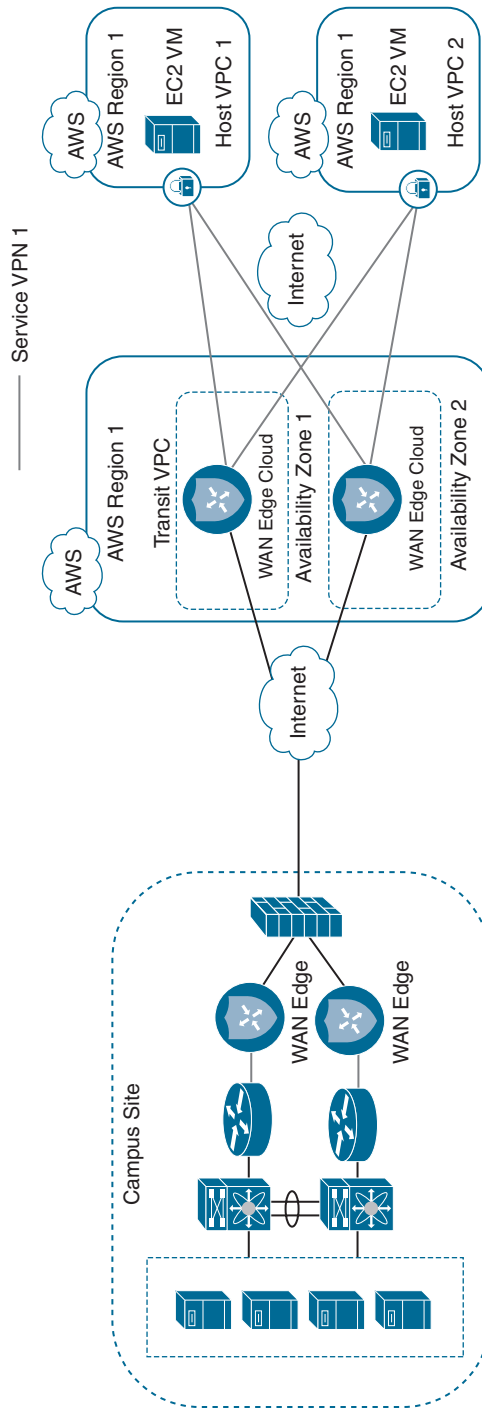 Service VPN 1
Campus Site
WAN Edge
WAN Edge
Internet
AWS
AWS Region 1
Transit VPC
WAN Edge Cloud
Availability Zone 1
WAN Edge Cloud
Availability Zone 2
Internet
AWS
AWS Region 1
EC2 VM
Host VPC 1
AWS
AWS Region 1
EC2 VM
Host VPC 2